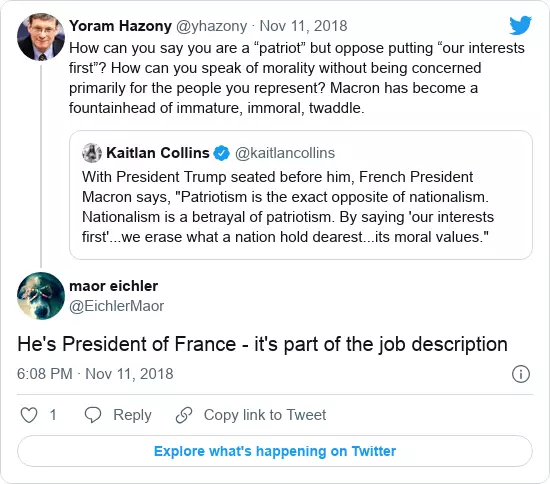 Yoram Hazony @yhazony · Nov 11, 2018
How can you say you are a “patriot” but oppose putting “our interests
first”? How can you speak of morality without being concerned
primarily for the people you represent? Macron has become a
fountainhead of immature, immoral, twaddle.
Kaitlan Collins @kaitlancollins
With President Trump seated before him, French President
Macron says, "Patriotism is the exact opposite of nationalism.
Nationalism is a betrayal of patriotism. By saying 'our interests
first'...we erase what a nation hold dearest...its moral values."
maor eichler
@EichlerMaor
He's President of France - it's part of the job description
6:08 PM · Nov 11, 2018
1 Reply Copy link to Tweet
Explore what's happening on Twitter